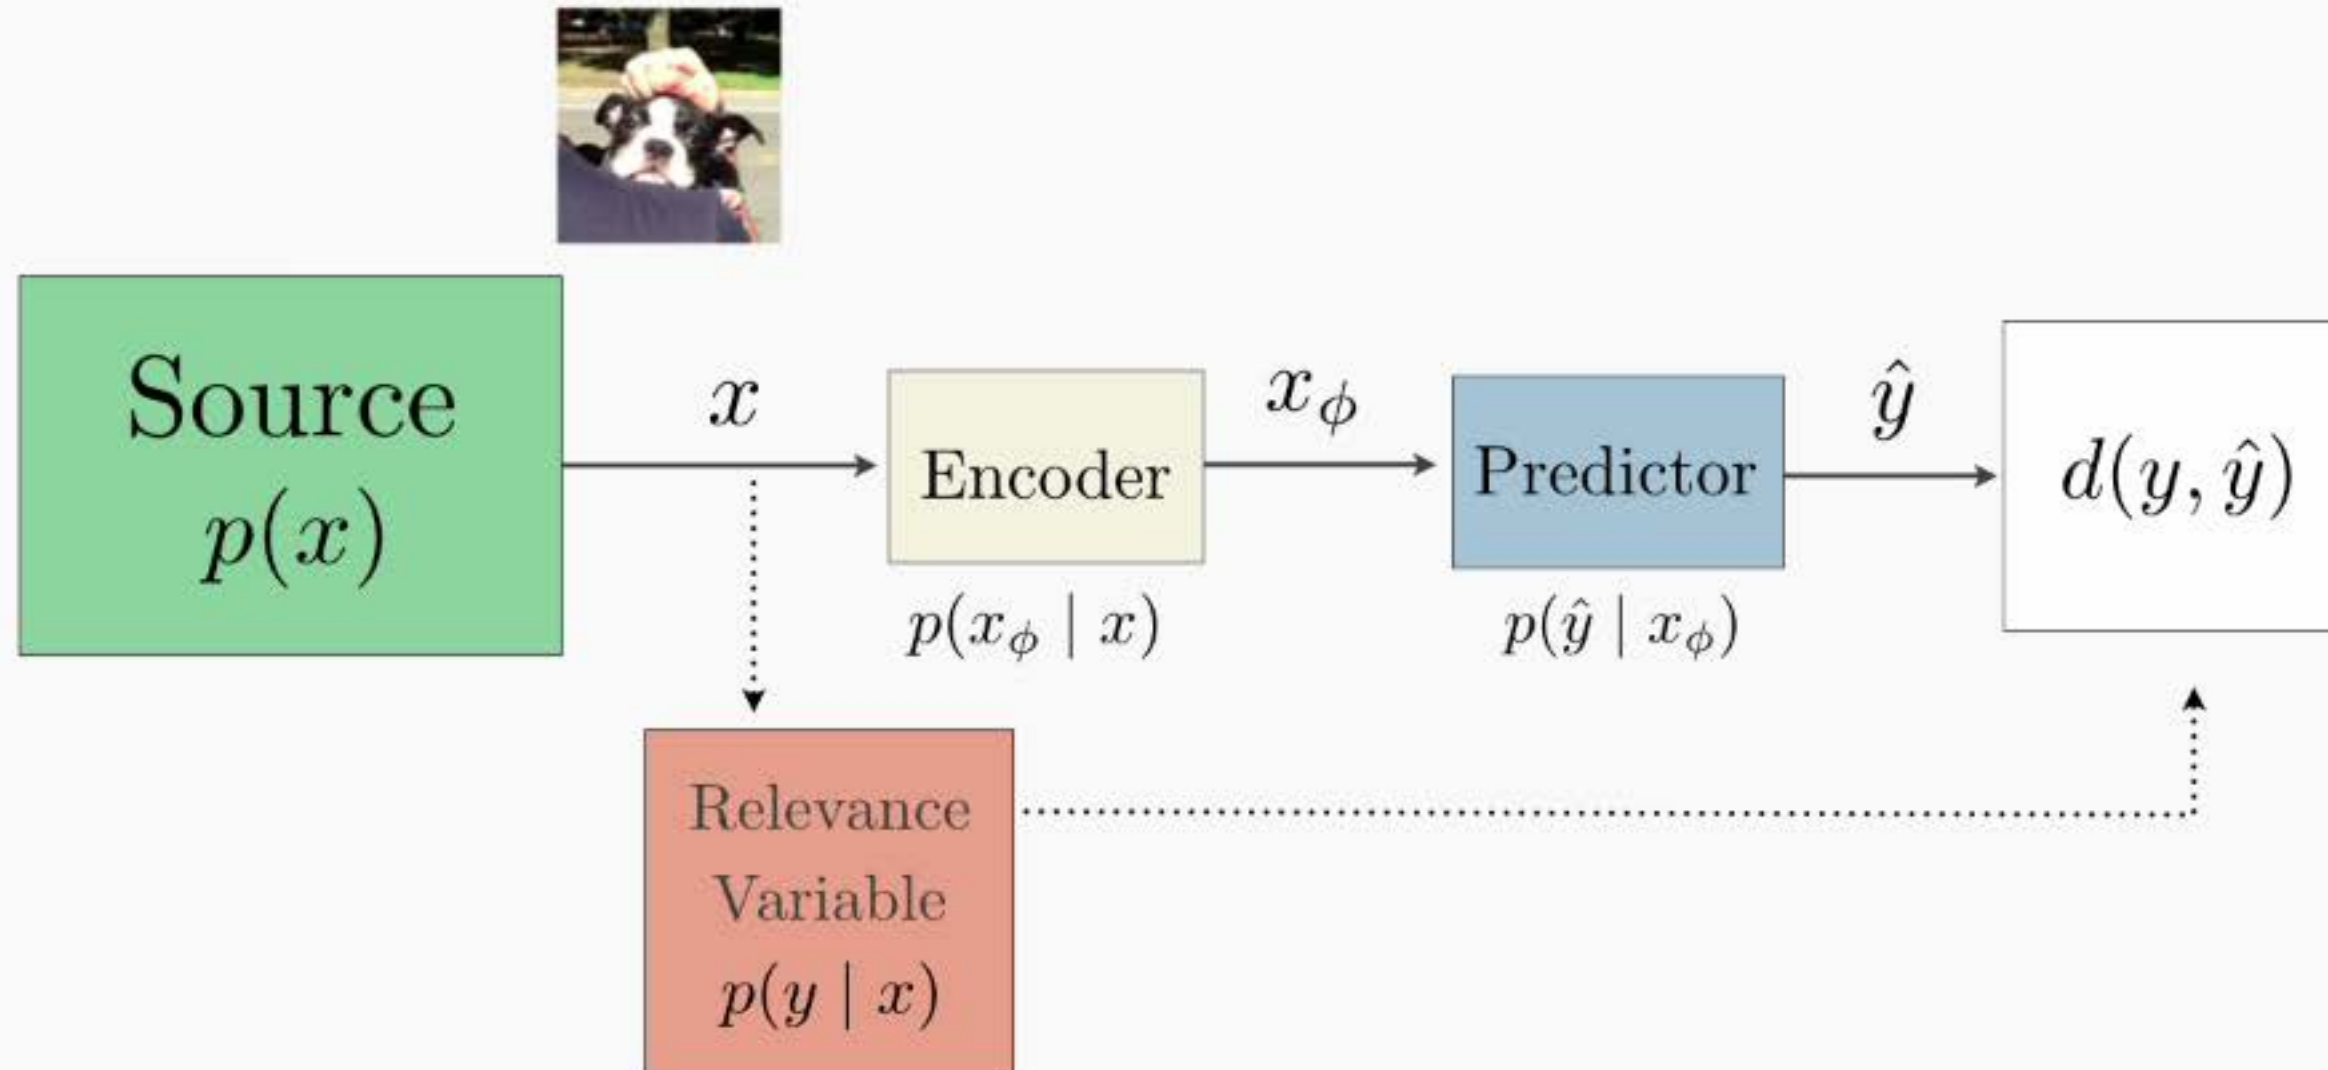 Source
p(x)
x
Encoder
p(x_ϕ | x)
x_ϕ
Predictor
p(ŷ | x_ϕ)
ŷ
d(y, ŷ)
Relevance
Variable
p(y | x)